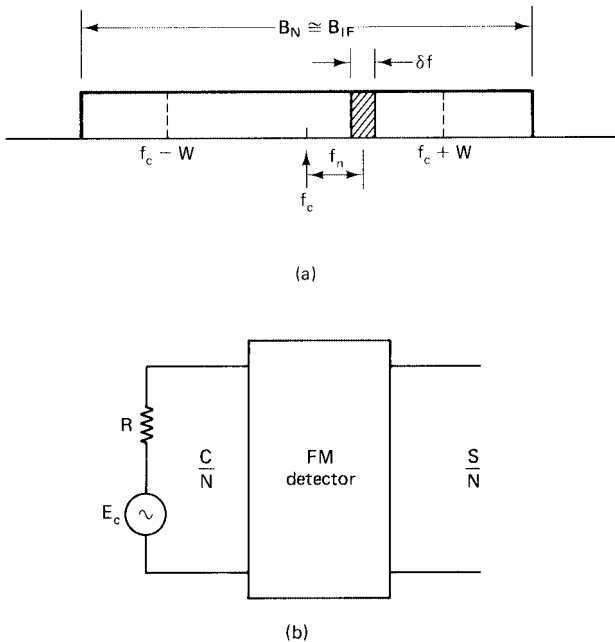 B_N ≅ B_IF
δf
f_c − W
f_n
f_c + W
f_c
(a)
R
C/N
FM
detector
S/N
E_c
~
(b)